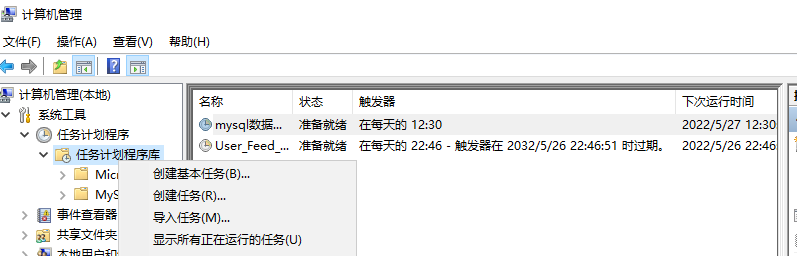 计算机管理
文件(F) 操作(A) 查看(V) 帮助(H)
计算机管理(本地)
系统工具
任务计划程序
任务计划程序库
Micr
MyS
事件查看器
共享文件夹
本地用户和
名称 状态 触发器 下次运行时间
mysql数据... 准备就绪 在每天的 12:30 2022/5/27 12:30
User_Feed_... 准备就绪 在每天的 22:46 - 触发器在 2032/5/26 22:46:51 时过期。 2022/5/26 22:46
创建基本任务(B)...
创建任务(R)...
导入任务(M)...
显示所有正在运行的任务(U)